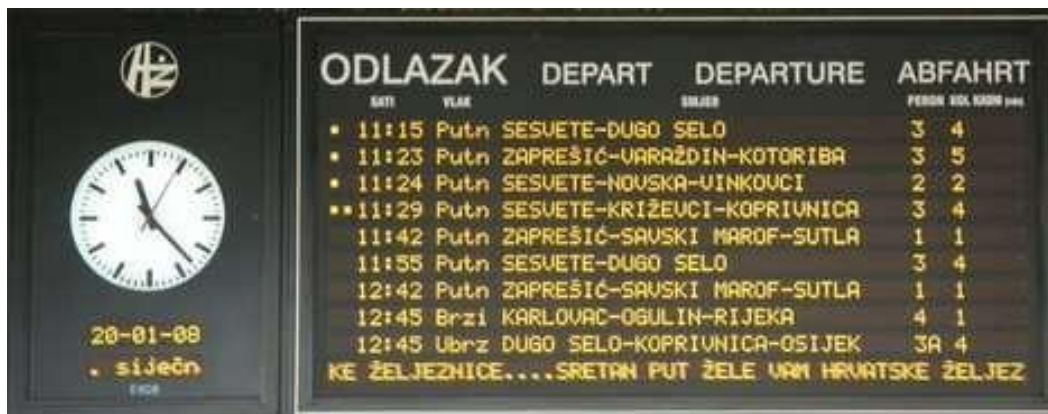 HŽ
20-01-08
. siječn
ODLAZAK DEPART DEPARTURE ABFAHRT
SATI VLAK SMJER PERON KOL KASNI
▪ 11:15 Putn SESVETE-DUGO SELO 3 4
▪ 11:23 Putn ZAPREŠIĆ-VARAŽDIN-KOTORIBA 3 5
▪ 11:24 Putn SESVETE-NOVSKA-VINKOVCI 2 2
▪▪11:29 Putn SESVETE-KRIŽEVCI-KOPRIVNICA 3 4
11:42 Putn ZAPREŠIĆ-SAVSKI MAROF-SUTLA 1 1
11:55 Putn SESVETE-DUGO SELO 3 4
12:42 Putn ZAPREŠIĆ-SAVSKI MAROF-SUTLA 1 1
12:45 Brzi KARLOVAC-OGULIN-RIJEKA 4 1
12:45 Ubrz DUGO SELO-KOPRIVNICA-OSIJEK 3A 4
KE ŽELJEZNICE....SRETAN PUT ŽELE VAM HRVATSKE ŽELJEZ